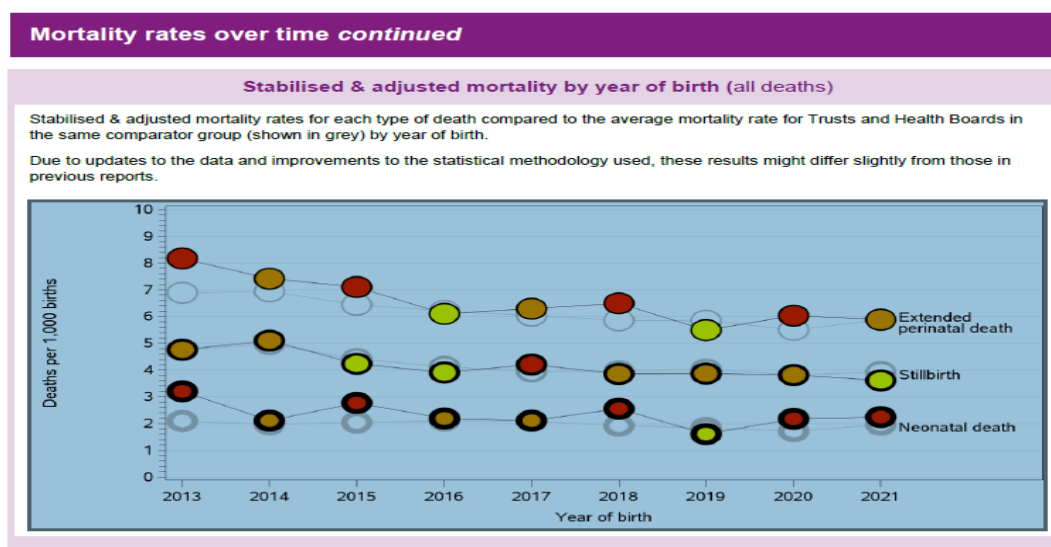 Mortality rates over time continued
Stabilised & adjusted mortality by year of birth (all deaths)
Stabilised & adjusted mortality rates for each type of death compared to the average mortality rate for Trusts and Health Boards in
the same comparator group (shown in grey) by year of birth.
Due to updates to the data and improvements to the statistical methodology used, these results might differ slightly from those in
previous reports.
Deaths per 1,000 births
10
9
8
7
6
5
4
3
2
1
0
Extended
perinatal death
Stillbirth
Neonatal death
2013 2014 2015 2016 2017 2018 2019 2020 2021
Year of birth